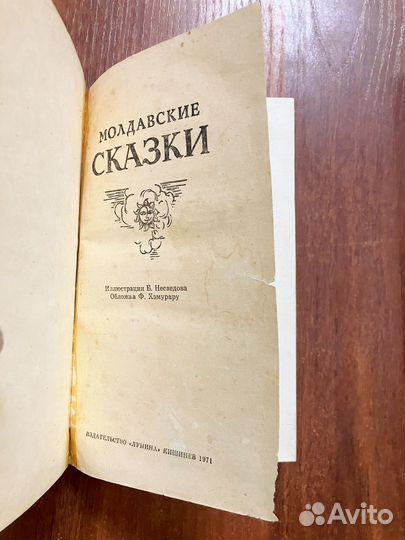 МОЛДАВСКИЕ
СКАЗКИ
Иллюстрации Б. Несведова
Обложка Ф. Хэмурару
ИЗДАТЕЛЬСТВО «ЛУМИНА» КИШИНЕВ 1971
Avito